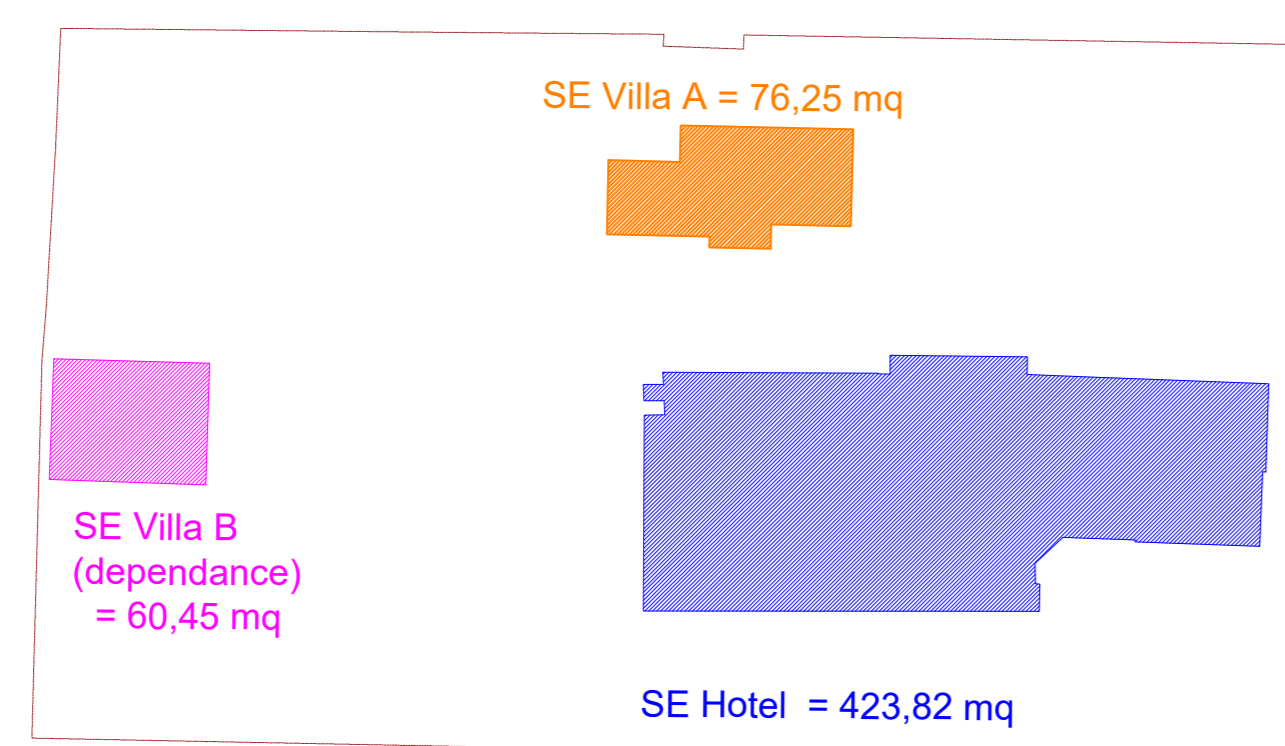 SE Villa A = 76,25 mq
SE Villa B
(dependance)
= 60,45 mq
SE Hotel = 423,82 mq